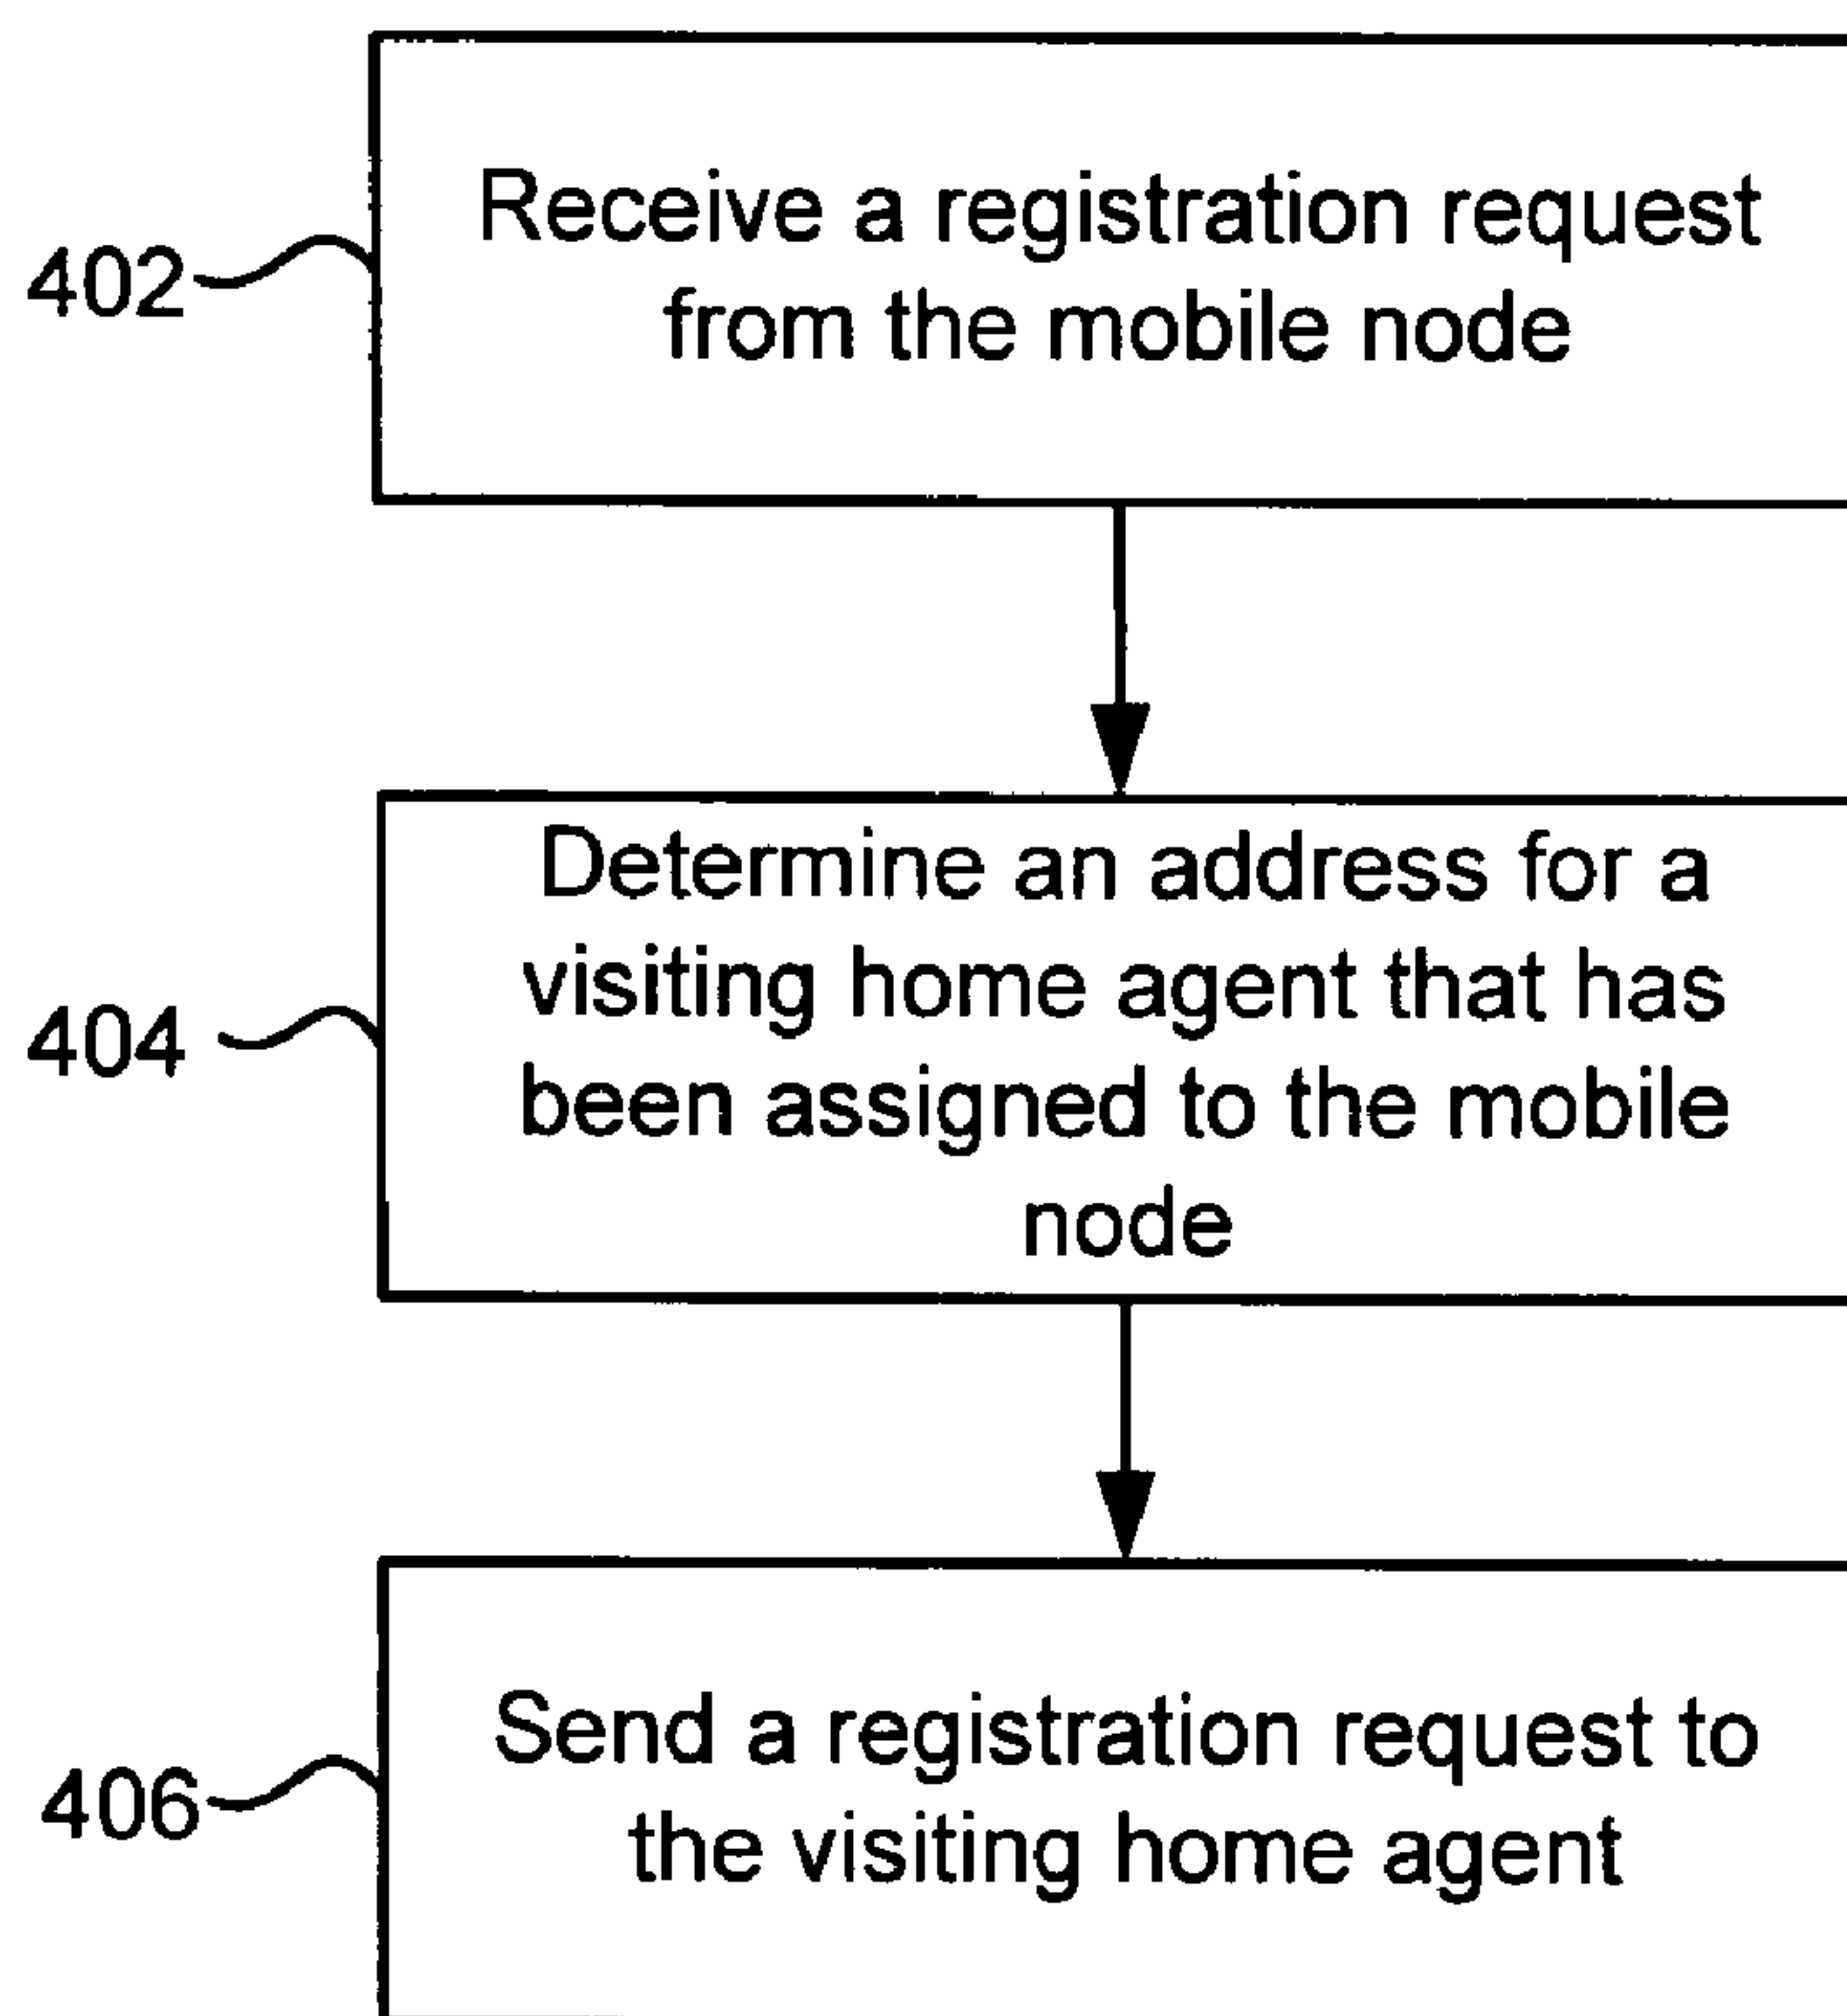 Receive a registration request
from the mobile node
402
Determine an address for a
visiting home agent that has
been assigned to the mobile
node
404
Send a registration request to
the visiting home agent
406